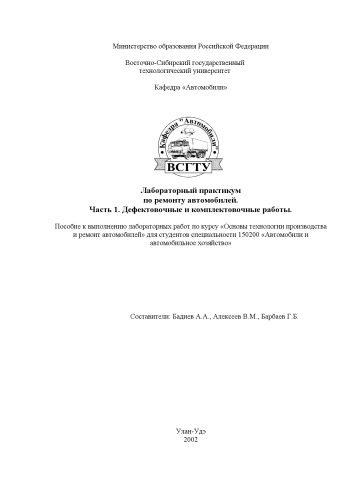 Министерство образования Российской Федерации
Восточно-Сибирский государственный
технологический университет
Кафедра «Автомобили»
Кафедра "Автомобили"
ВСГТУ
Лабораторный практикум
по ремонту автомобилей.
Часть 1. Дефектовочные и комплектовочные работы.
Пособие к выполнению лабораторных работ по курсу «Основы технологии производства
и ремонт автомобилей» для студентов специальности 150200 «Автомобили и
автомобильное хозяйство»
Составители: Бадиев А.А., Алексеев В.М., Барбаев Г.Б.
Улан-Удэ
2002